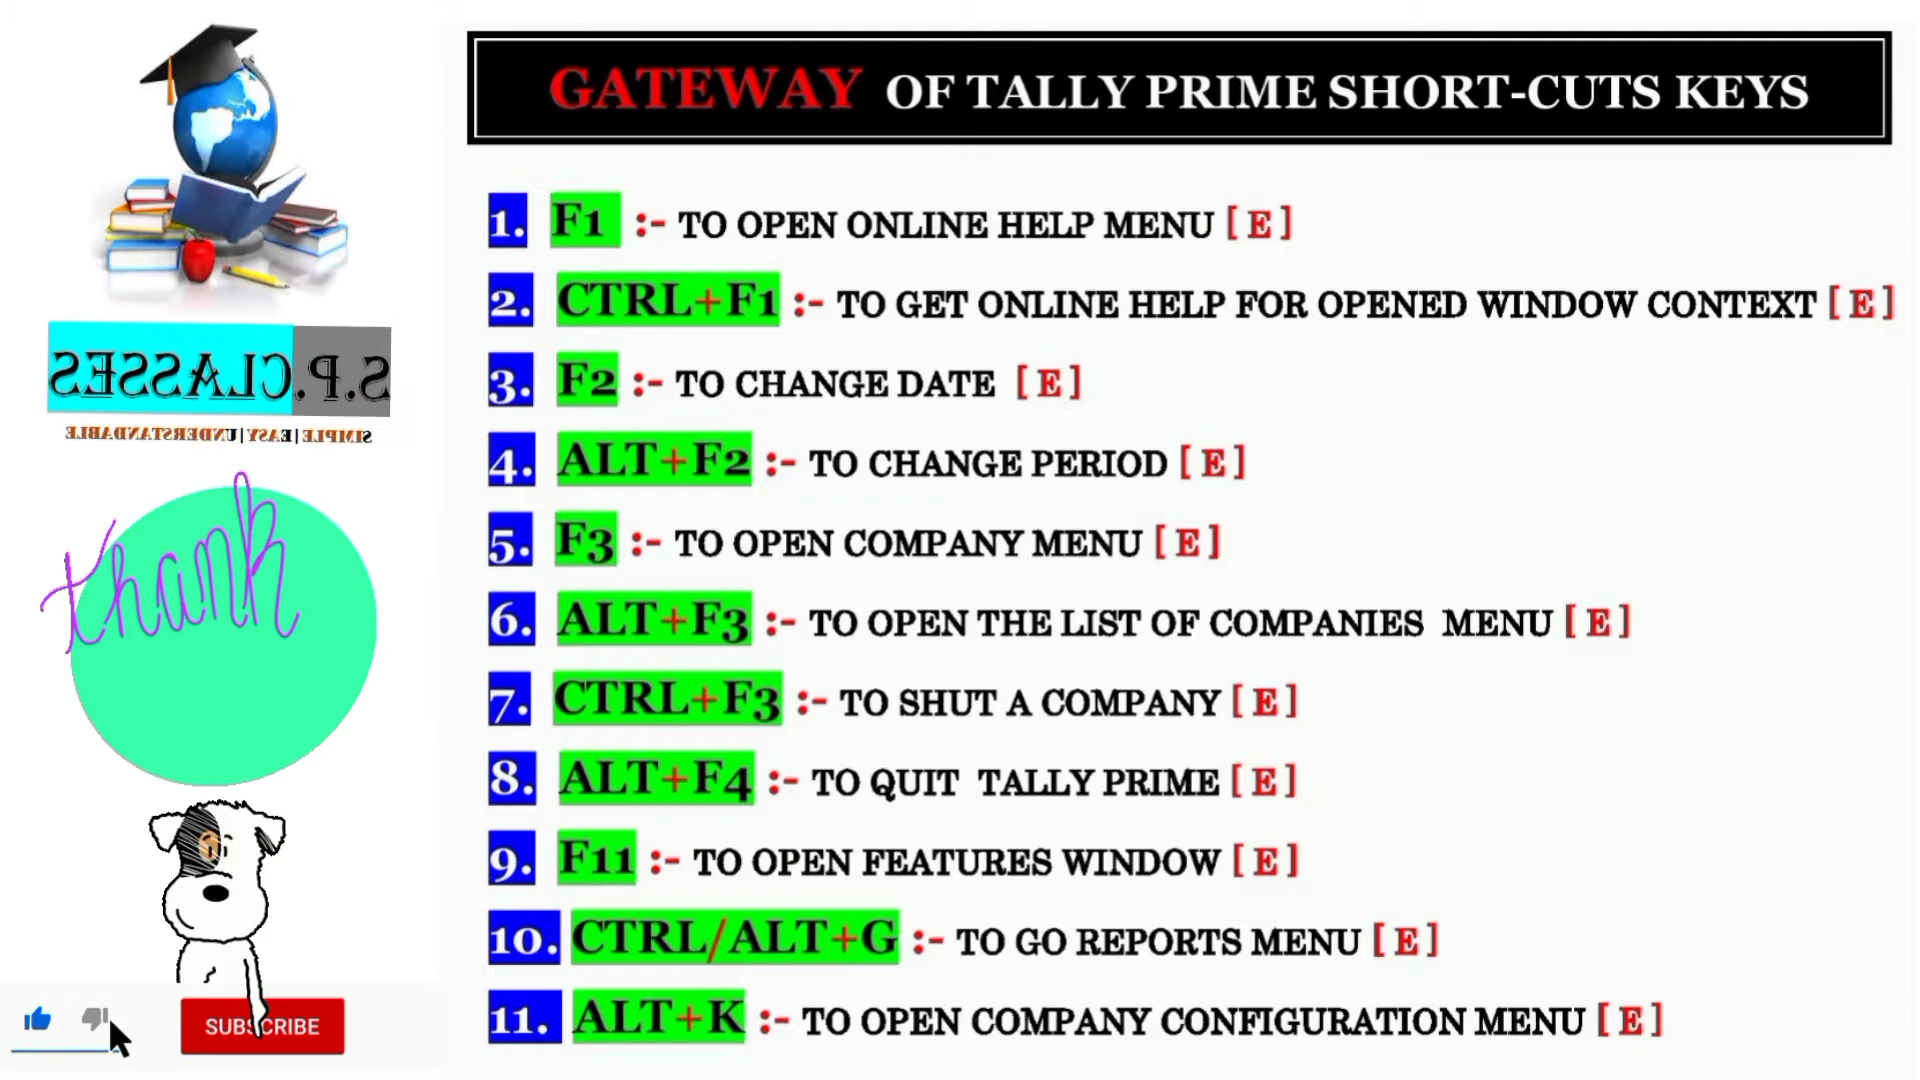 GATEWAY OF TALLY PRIME SHORT-CUTS KEYS
1. F1 :- TO OPEN ONLINE HELP MENU [ E ]
2. CTRL+F1 :- TO GET ONLINE HELP FOR OPENED WINDOW CONTEXT [ E ]
3. F2 :- TO CHANGE DATE [ E ]
4. ALT+F2 :- TO CHANGE PERIOD [ E ]
5. F3 :- TO OPEN COMPANY MENU [ E ]
6. ALT+F3 :- TO OPEN THE LIST OF COMPANIES MENU [ E ]
7. CTRL+F3 :- TO SHUT A COMPANY [ E ]
8. ALT+F4 :- TO QUIT TALLY PRIME [ E ]
9. F11 :- TO OPEN FEATURES WINDOW [ E ]
10. CTRL/ALT+G :- TO GO REPORTS MENU [ E ]
11. ALT+K :- TO OPEN COMPANY CONFIGURATION MENU [ E ]
S.P.CLASSES
SIMPLE|EASY|UNDERSTANDABLE
thank
SUBSCRIBE